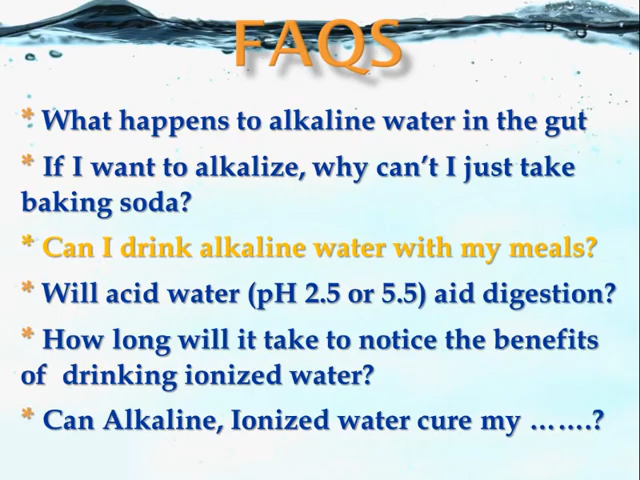 FAQS
* What happens to alkaline water in the gut
* If I want to alkalize, why can’t I just take
baking soda?
* Can I drink alkaline water with my meals?
* Will acid water (pH 2.5 or 5.5) aid digestion?
* How long will it take to notice the benefits
of  drinking ionized water?
* Can Alkaline, Ionized water cure my …….?